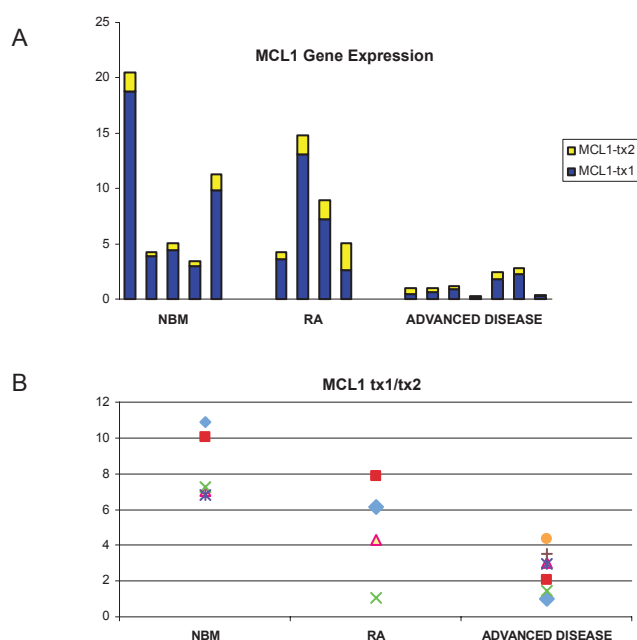 A
MCL1 Gene Expression
25
20
15
10
5
0
MCL1-tx2
MCL1-tx1
NBM RA ADVANCED DISEASE
B
MCL1 tx1/tx2
12
10
8
6
4
2
0
NBM RA ADVANCED DISEASE